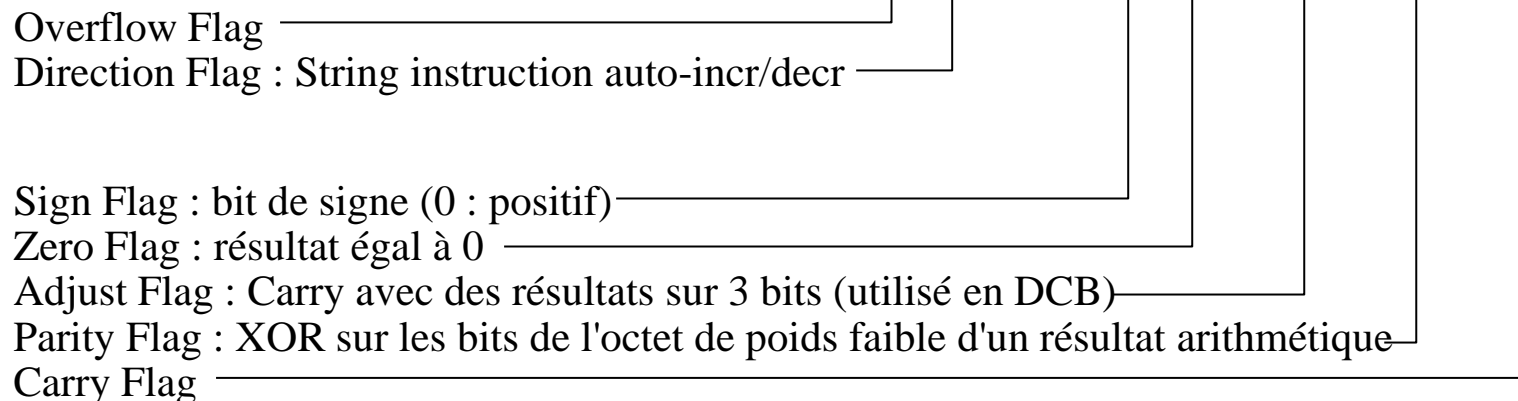 Overflow Flag
Direction Flag : String instruction auto-incr/decr
Sign Flag : bit de signe (0 : positif)
Zero Flag : résultat égal à 0
Adjust Flag : Carry avec des résultats sur 3 bits (utilisé en DCB)
Parity Flag : XOR sur les bits de l'octet de poids faible d'un résultat arithmétique
Carry Flag